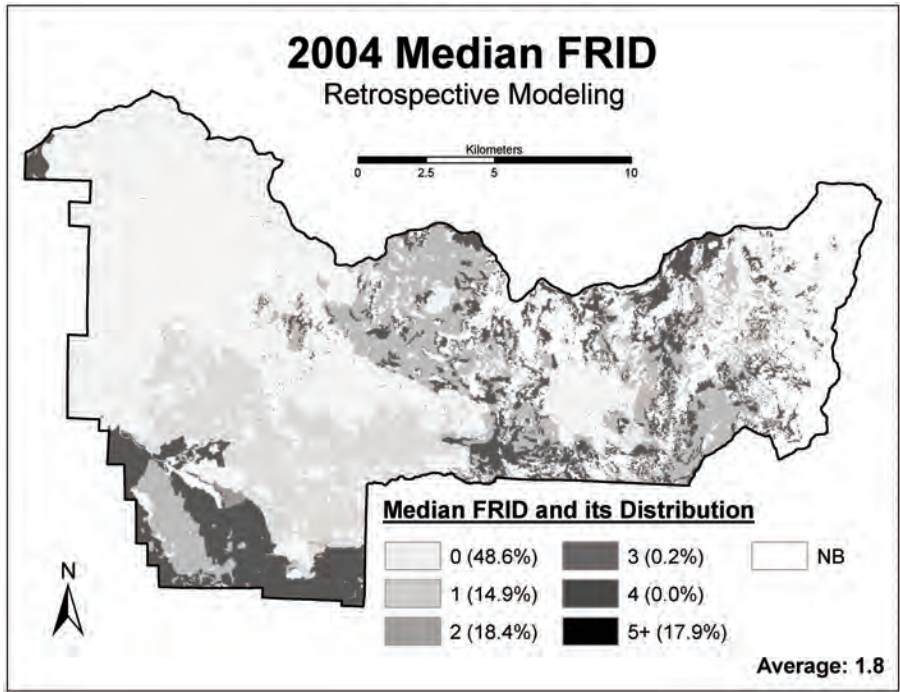 2004 Median FRID
Retrospective Modeling
Kilometers
0 2.5 5 10
Median FRID and its Distribution
0 (48.6%) 3 (0.2%) NB
1 (14.9%) 4 (0.0%)
2 (18.4%) 5+ (17.9%)
N
Average: 1.8